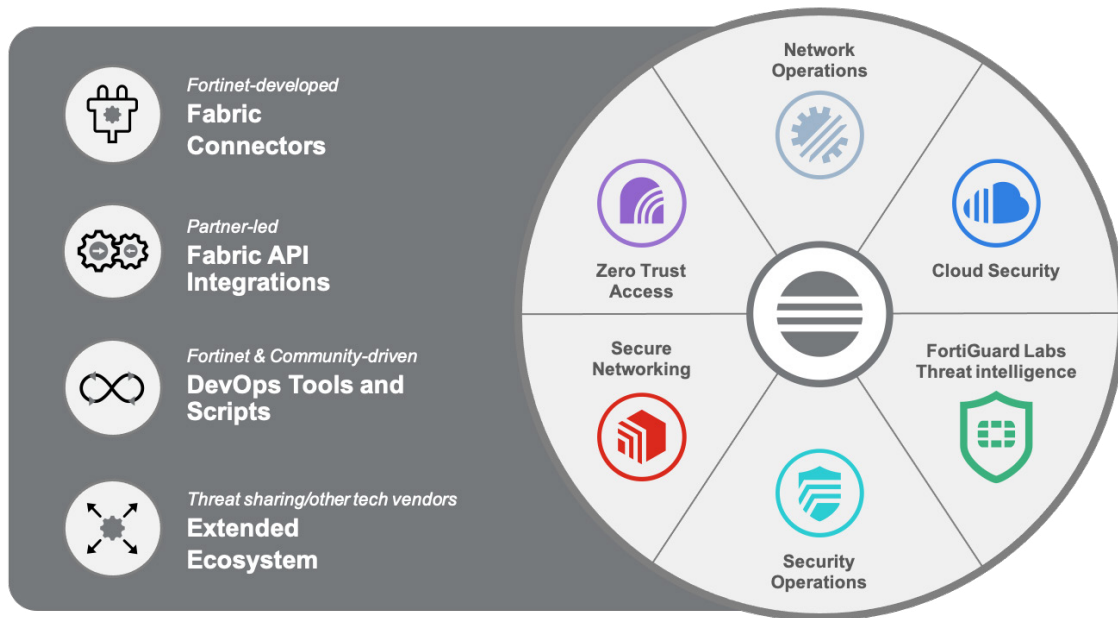 Fortinet-developed
Fabric
Connectors
Partner-led
Fabric API
Integrations
Fortinet & Community-driven
DevOps Tools and
Scripts
Threat sharing/other tech vendors
Extended
Ecosystem
Network
Operations
Zero Trust
Access
Cloud Security
Secure
Networking
FortiGuard Labs
Threat intelligence
Security
Operations